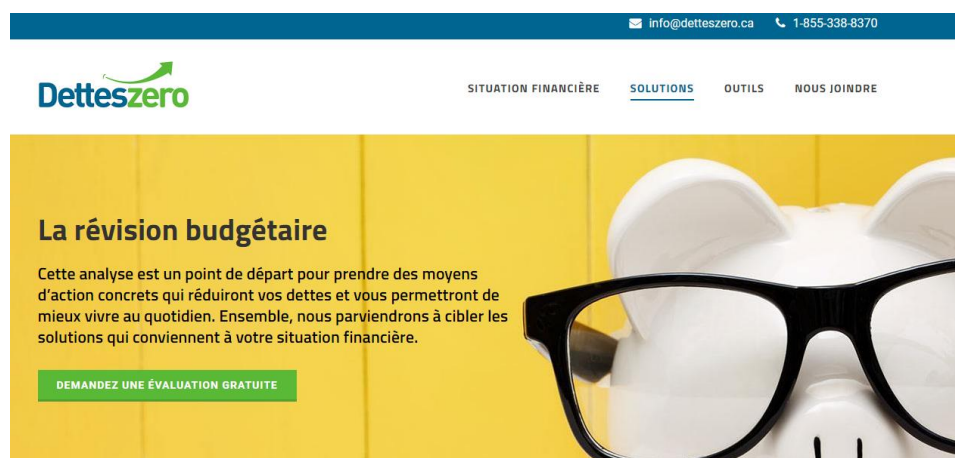 info@detteszero.ca 1-855-338-8370
Detteszero
SITUATION FINANCIÈRE SOLUTIONS OUTILS NOUS JOINDRE
La révision budgétaire
Cette analyse est un point de départ pour prendre des moyens
d'action concrets qui réduiront vos dettes et vous permettront de
mieux vivre au quotidien. Ensemble, nous parviendrons à cibler les
solutions qui conviennent à votre situation financière.
DEMANDEZ UNE ÉVALUATION GRATUITE